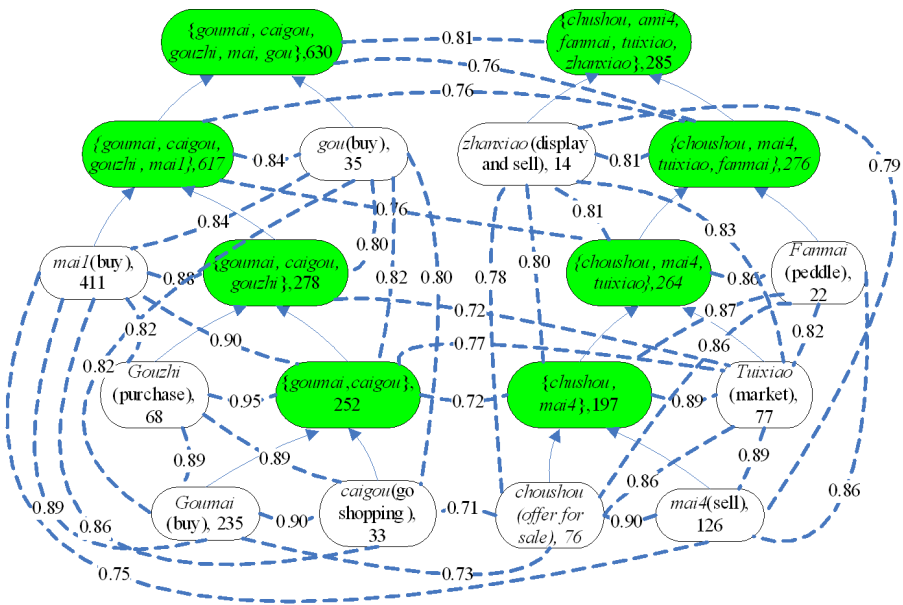 {goumai, caigou,
gouzhi, mai, gou},630
0.81
{chushou, ami4,
fanmai, tuixiao,
zhanxiao},285
0.76
0.76
{goumai, caigou,
gouzhi, mai1},617
0.84
gou(buy),
35
zhanxiao(display
and sell), 14
0.81
{choushou, mai4,
tuixiao, fanmai},276
0.79
0.84
0.76
0.81
0.83
mai1(buy),
411
0.88
{goumai, caigou,
gouzhi},278
0.80
0.82
0.80
0.78
0.80
{choushou, mai4,
tuixiao},264
0.86
Fanmai
(peddle),
22
0.82
0.90
0.72
0.87
0.82
0.82
0.77
0.86
Gouzhi
(purchase),
68
0.95
{goumai,caigou},
252
0.72
{chushou,
mai4},197
0.89
Tuixiao
(market),
77
0.89
0.89
0.86
0.89
0.86
Goumai
(buy), 235
0.90
caigou(go
shopping),
33
0.71
choushou
(offer for
sale), 76
0.90
mai4(sell),
126
0.89
0.86
0.75
0.73